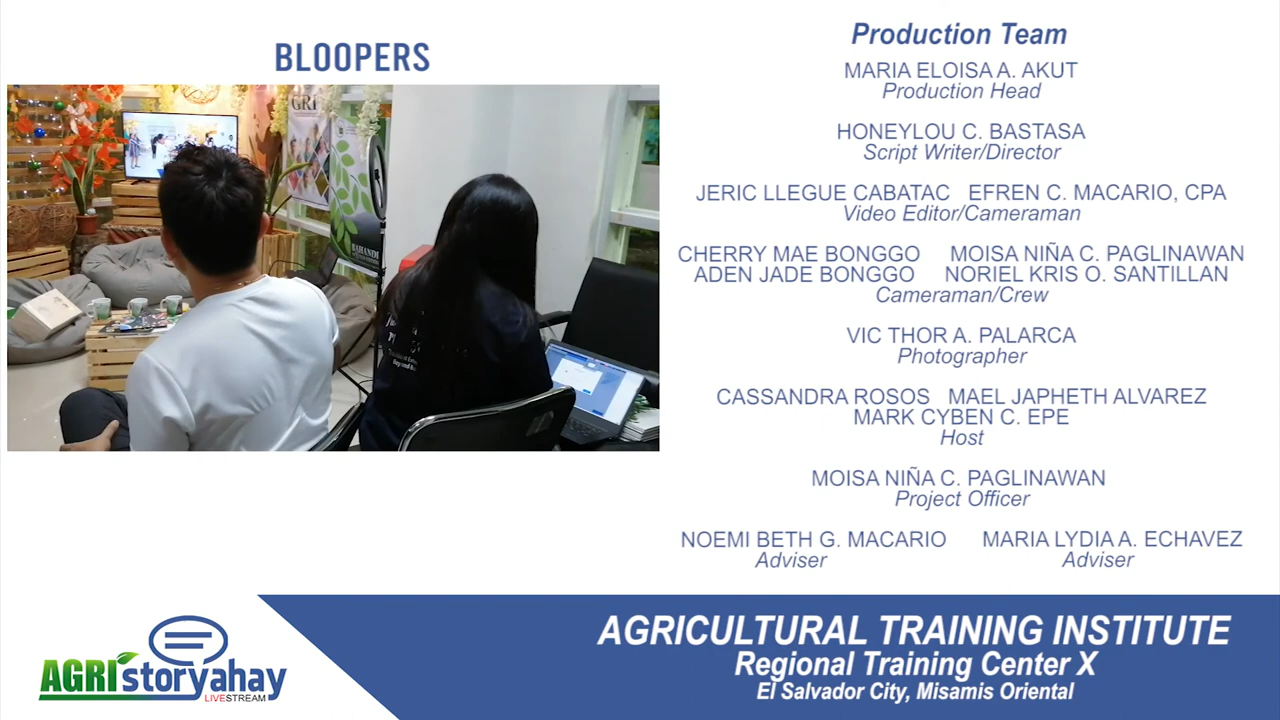 BLOOPERS
GRI
BAHANDI
Production Team
MARIA ELOISA A. AKUT
Production Head
HONEYLOU C. BASTASA
Script Writer/Director
JERIC LLEGUE CABATAC EFREN C. MACARIO, CPA
Video Editor/Cameraman
CHERRY MAE BONGGO MOISA NIÑA C. PAGLINAWAN
ADEN JADE BONGGO NORIEL KRIS O. SANTILLAN
Cameraman/Crew
VIC THOR A. PALARCA
Photographer
CASSANDRA ROSOS MAEL JAPHETH ALVAREZ
MARK CYBEN C. EPE
Host
MOISA NIÑA C. PAGLINAWAN
Project Officer
NOEMI BETH G. MACARIO MARIA LYDIA A. ECHAVEZ
Adviser Adviser
AGRIstoryahay
LIVESTREAM
AGRICULTURAL TRAINING INSTITUTE
Regional Training Center X
El Salvador City, Misamis Oriental